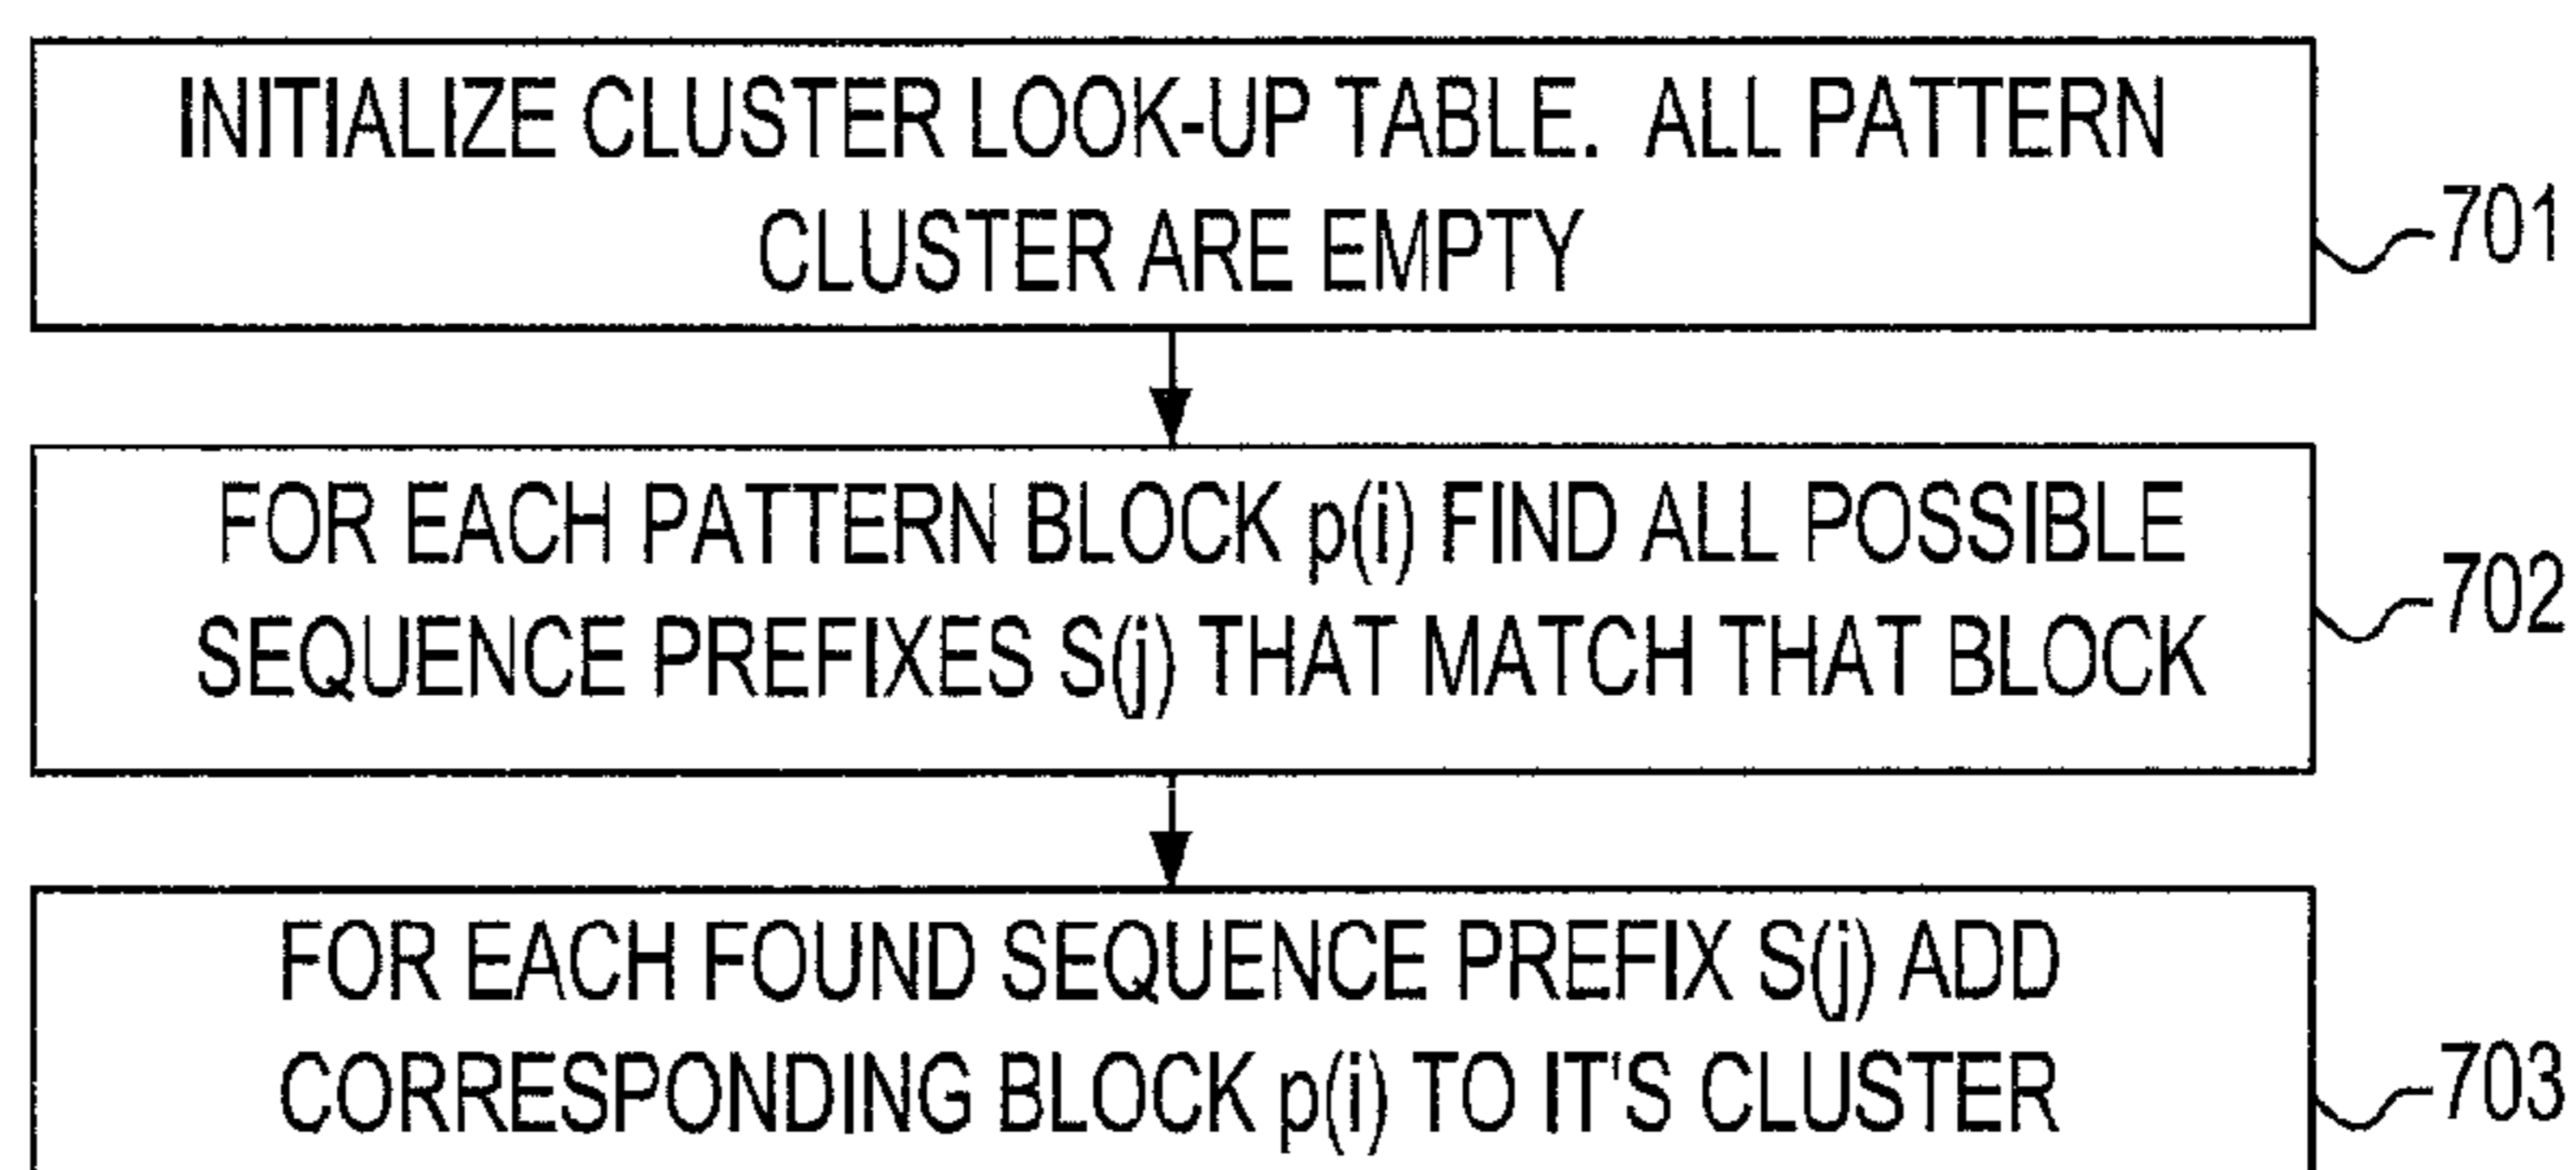 INITIALIZE CLUSTER LOOK-UP TABLE. ALL PATTERN
CLUSTER ARE EMPTY
701
FOR EACH PATTERN BLOCK p(i) FIND ALL POSSIBLE
SEQUENCE PREFIXES S(j) THAT MATCH THAT BLOCK
702
FOR EACH FOUND SEQUENCE PREFIX S(j) ADD
CORRESPONDING BLOCK p(i) TO IT'S CLUSTER
703